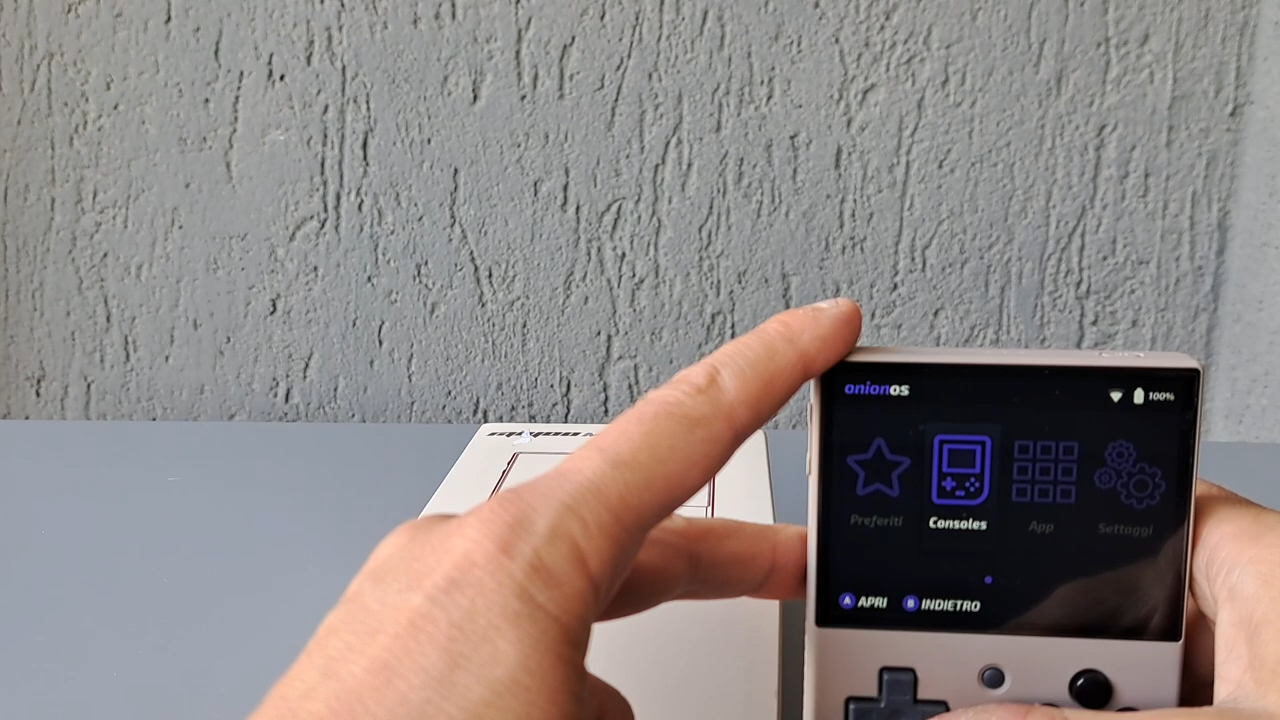 onionos
100%
Preferiti
Consoles
App
Settaggi
A APRI
B INDIETRO